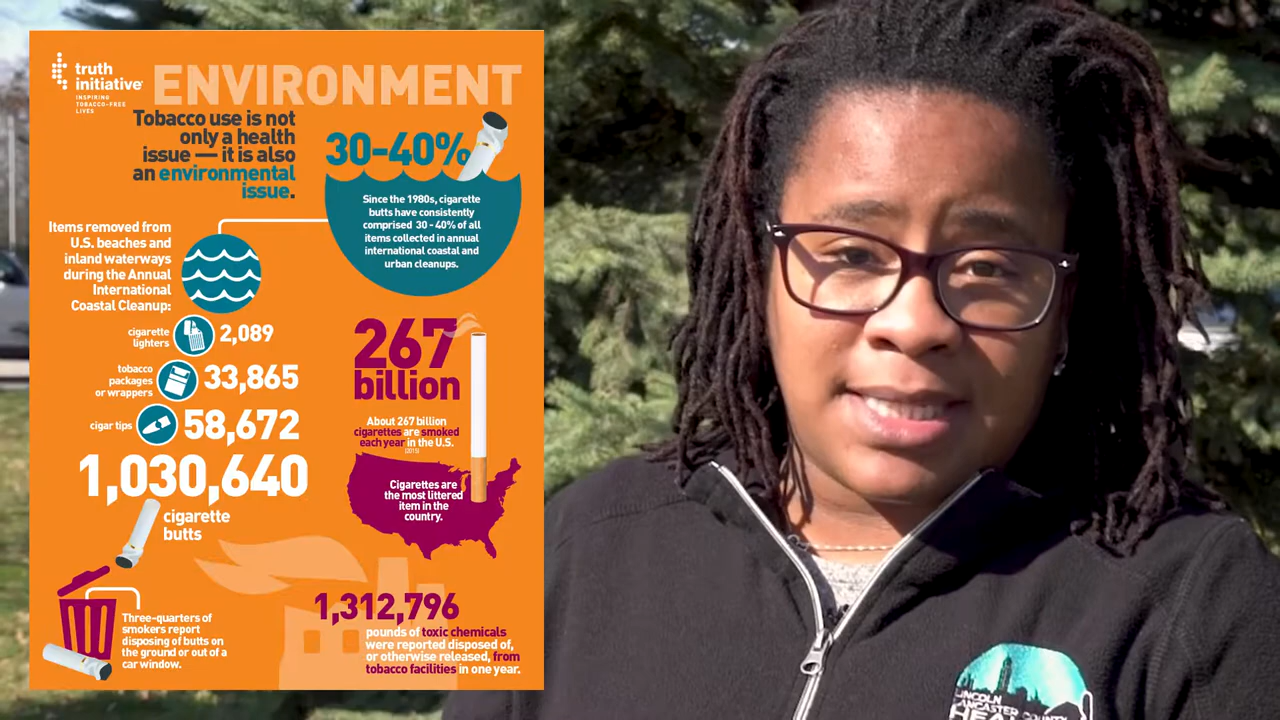 truth
initiative®
INSPIRING
TOBACCO-FREE
LIVES
ENVIRONMENT
Tobacco use is not
only a health
issue — it is also
an environmental
issue.
30-40%
Since the 1980s, cigarette
butts have consistently
comprised 30 - 40% of all
items collected in annual
international coastal and
urban cleanups.
Items removed from
U.S. beaches and
inland waterways
during the Annual
International
Coastal Cleanup:
cigarette
lighters
2,089
tobacco
packages
or wrappers
33,865
cigar tips
58,672
1,030,640
cigarette
butts
Three-quarters of
smokers report
disposing of butts on
the ground or out of a
car window.
267
billion
About 267 billion
cigarettes are smoked
each year in the U.S.
(2015)
Cigarettes are
the most littered
item in the
country.
1,312,796
pounds of toxic chemicals
were reported disposed of,
or otherwise released, from
tobacco facilities in one year.
LINCOLN
LANCASTER COUNTY